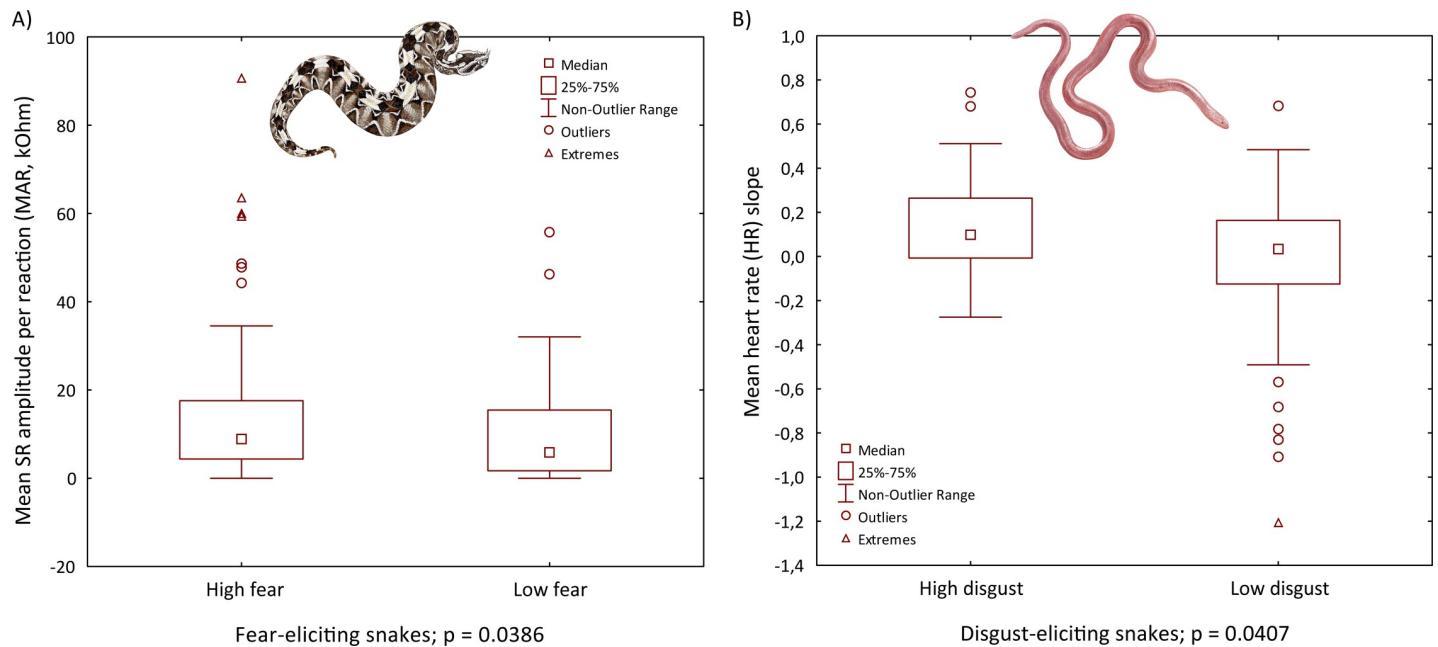 A)
Mean SR amplitude per reaction (MAR, kOhm)
100
80
60
40
20
0
-20
Median
25%-75%
Non-Outlier Range
Outliers
Extremes
High fear
Low fear
Fear-eliciting snakes; p = 0.0386
B)
Mean heart rate (HR) slope
1,0
0,8
0,6
0,4
0,2
0,0
-0,2
-0,4
-0,6
-0,8
-1,0
-1,2
-1,4
Median
25%-75%
Non-Outlier Range
Outliers
Extremes
High disgust
Low disgust
Disgust-eliciting snakes; p = 0.0407